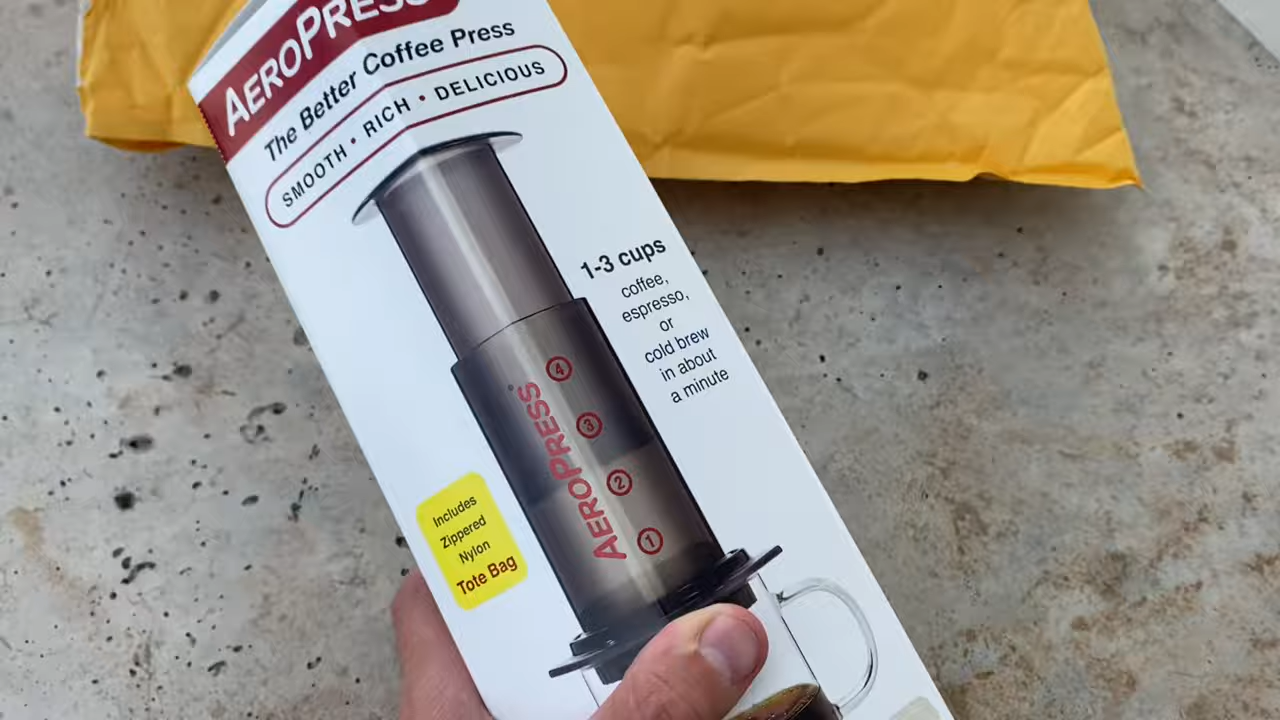 AEROPRESS
The Better Coffee Press
SMOOTH • RICH • DELICIOUS
1-3 cups
coffee,
espresso,
or
cold brew
in about
a minute
4
3
2
1
AEROPRESS
Includes
Zippered
Nylon
Tote Bag